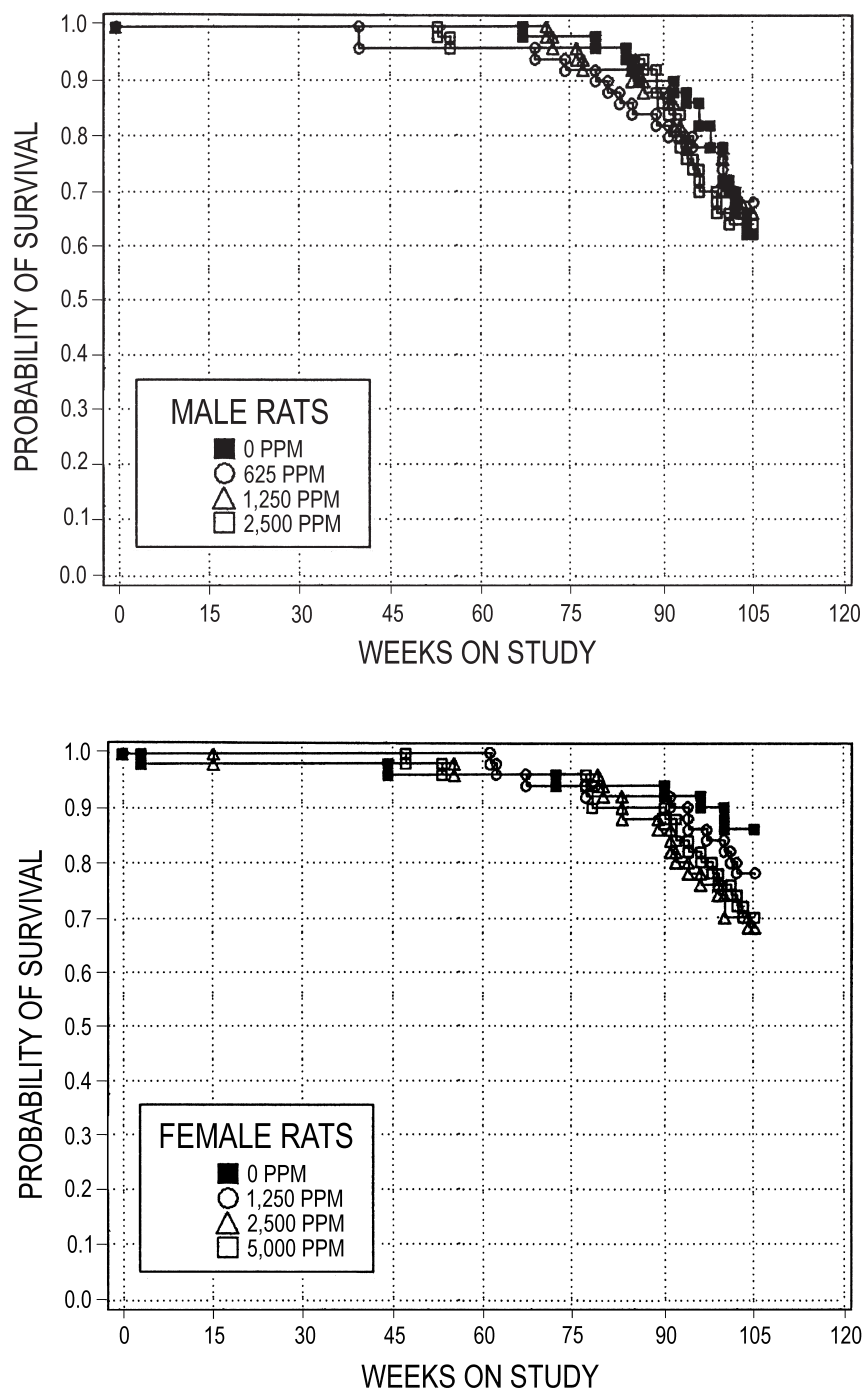 1.0
0.9
0.8
0.7
0.6
0.5
0.4
0.3
0.2
0.1
0.0
PROBABILITY OF SURVIVAL
MALE RATS
0 PPM
625 PPM
1,250 PPM
2,500 PPM
0 15 30 45 60 75 90 105 120
WEEKS ON STUDY
1.0
0.9
0.8
0.7
0.6
0.5
0.4
0.3
0.2
0.1
0.0
PROBABILITY OF SURVIVAL
FEMALE RATS
0 PPM
1,250 PPM
2,500 PPM
5,000 PPM
0 15 30 45 60 75 90 105 120
WEEKS ON STUDY